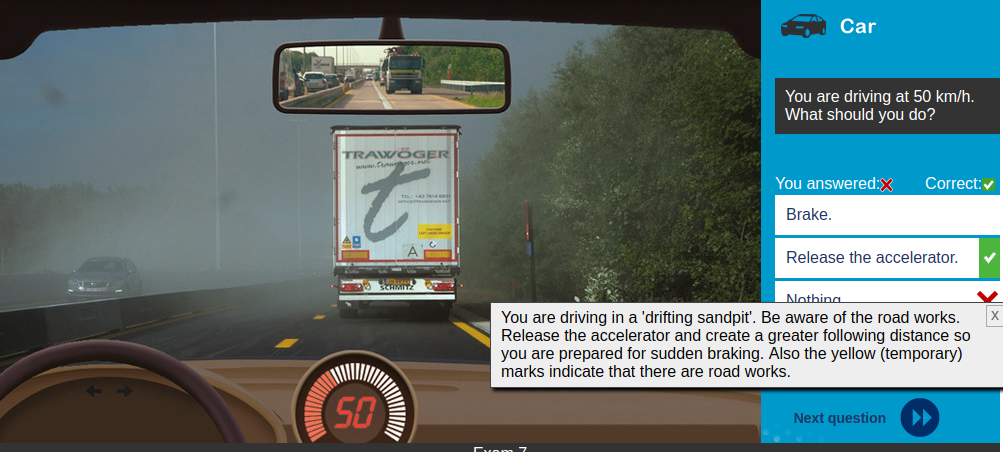 Car
You are driving at 50 km/h.
What should you do?
You answered:
Correct:
Brake.
Release the accelerator.
Nothing
You are driving in a 'drifting sandpit'. Be aware of the road works.
Release the accelerator and create a greater following distance so
you are prepared for sudden braking. Also the yellow (temporary)
marks indicate that there are road works.
X
Next question
TRAWÖGER
www.trawoeger.net
t
A
SCHMITZ
50
Exam 7